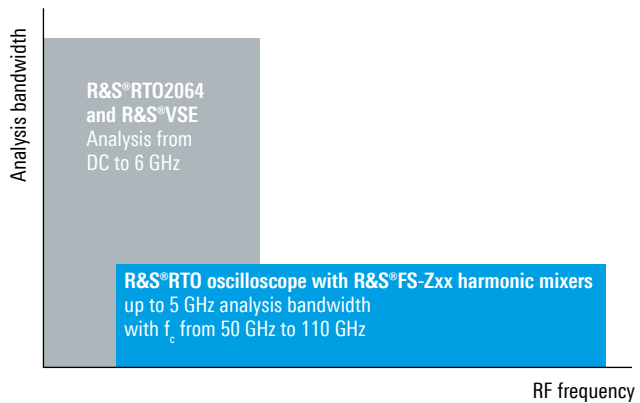 Analysis bandwidth
R&S®RTO2064
and R&S®VSE
Analysis from
DC to 6 GHz
R&S®RTO oscilloscope with R&S®FS-Zxx harmonic mixers
up to 5 GHz analysis bandwidth
with fc from 50 GHz to 110 GHz
RF frequency